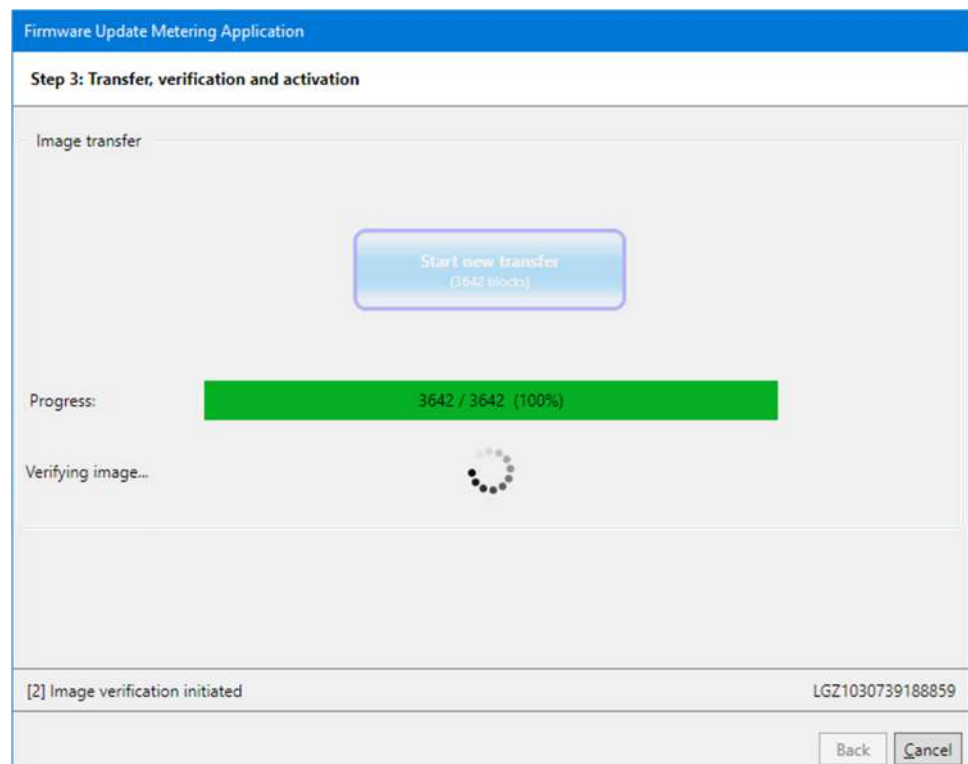 Firmware Update Metering Application
Step 3: Transfer, verification and activation
Image transfer
Start new transfer
(3642 blocks)
Progress:
3642 / 3642 (100%)
Verifying image...
[2] Image verification initiated
LGZ1030739188859
Back
Cancel